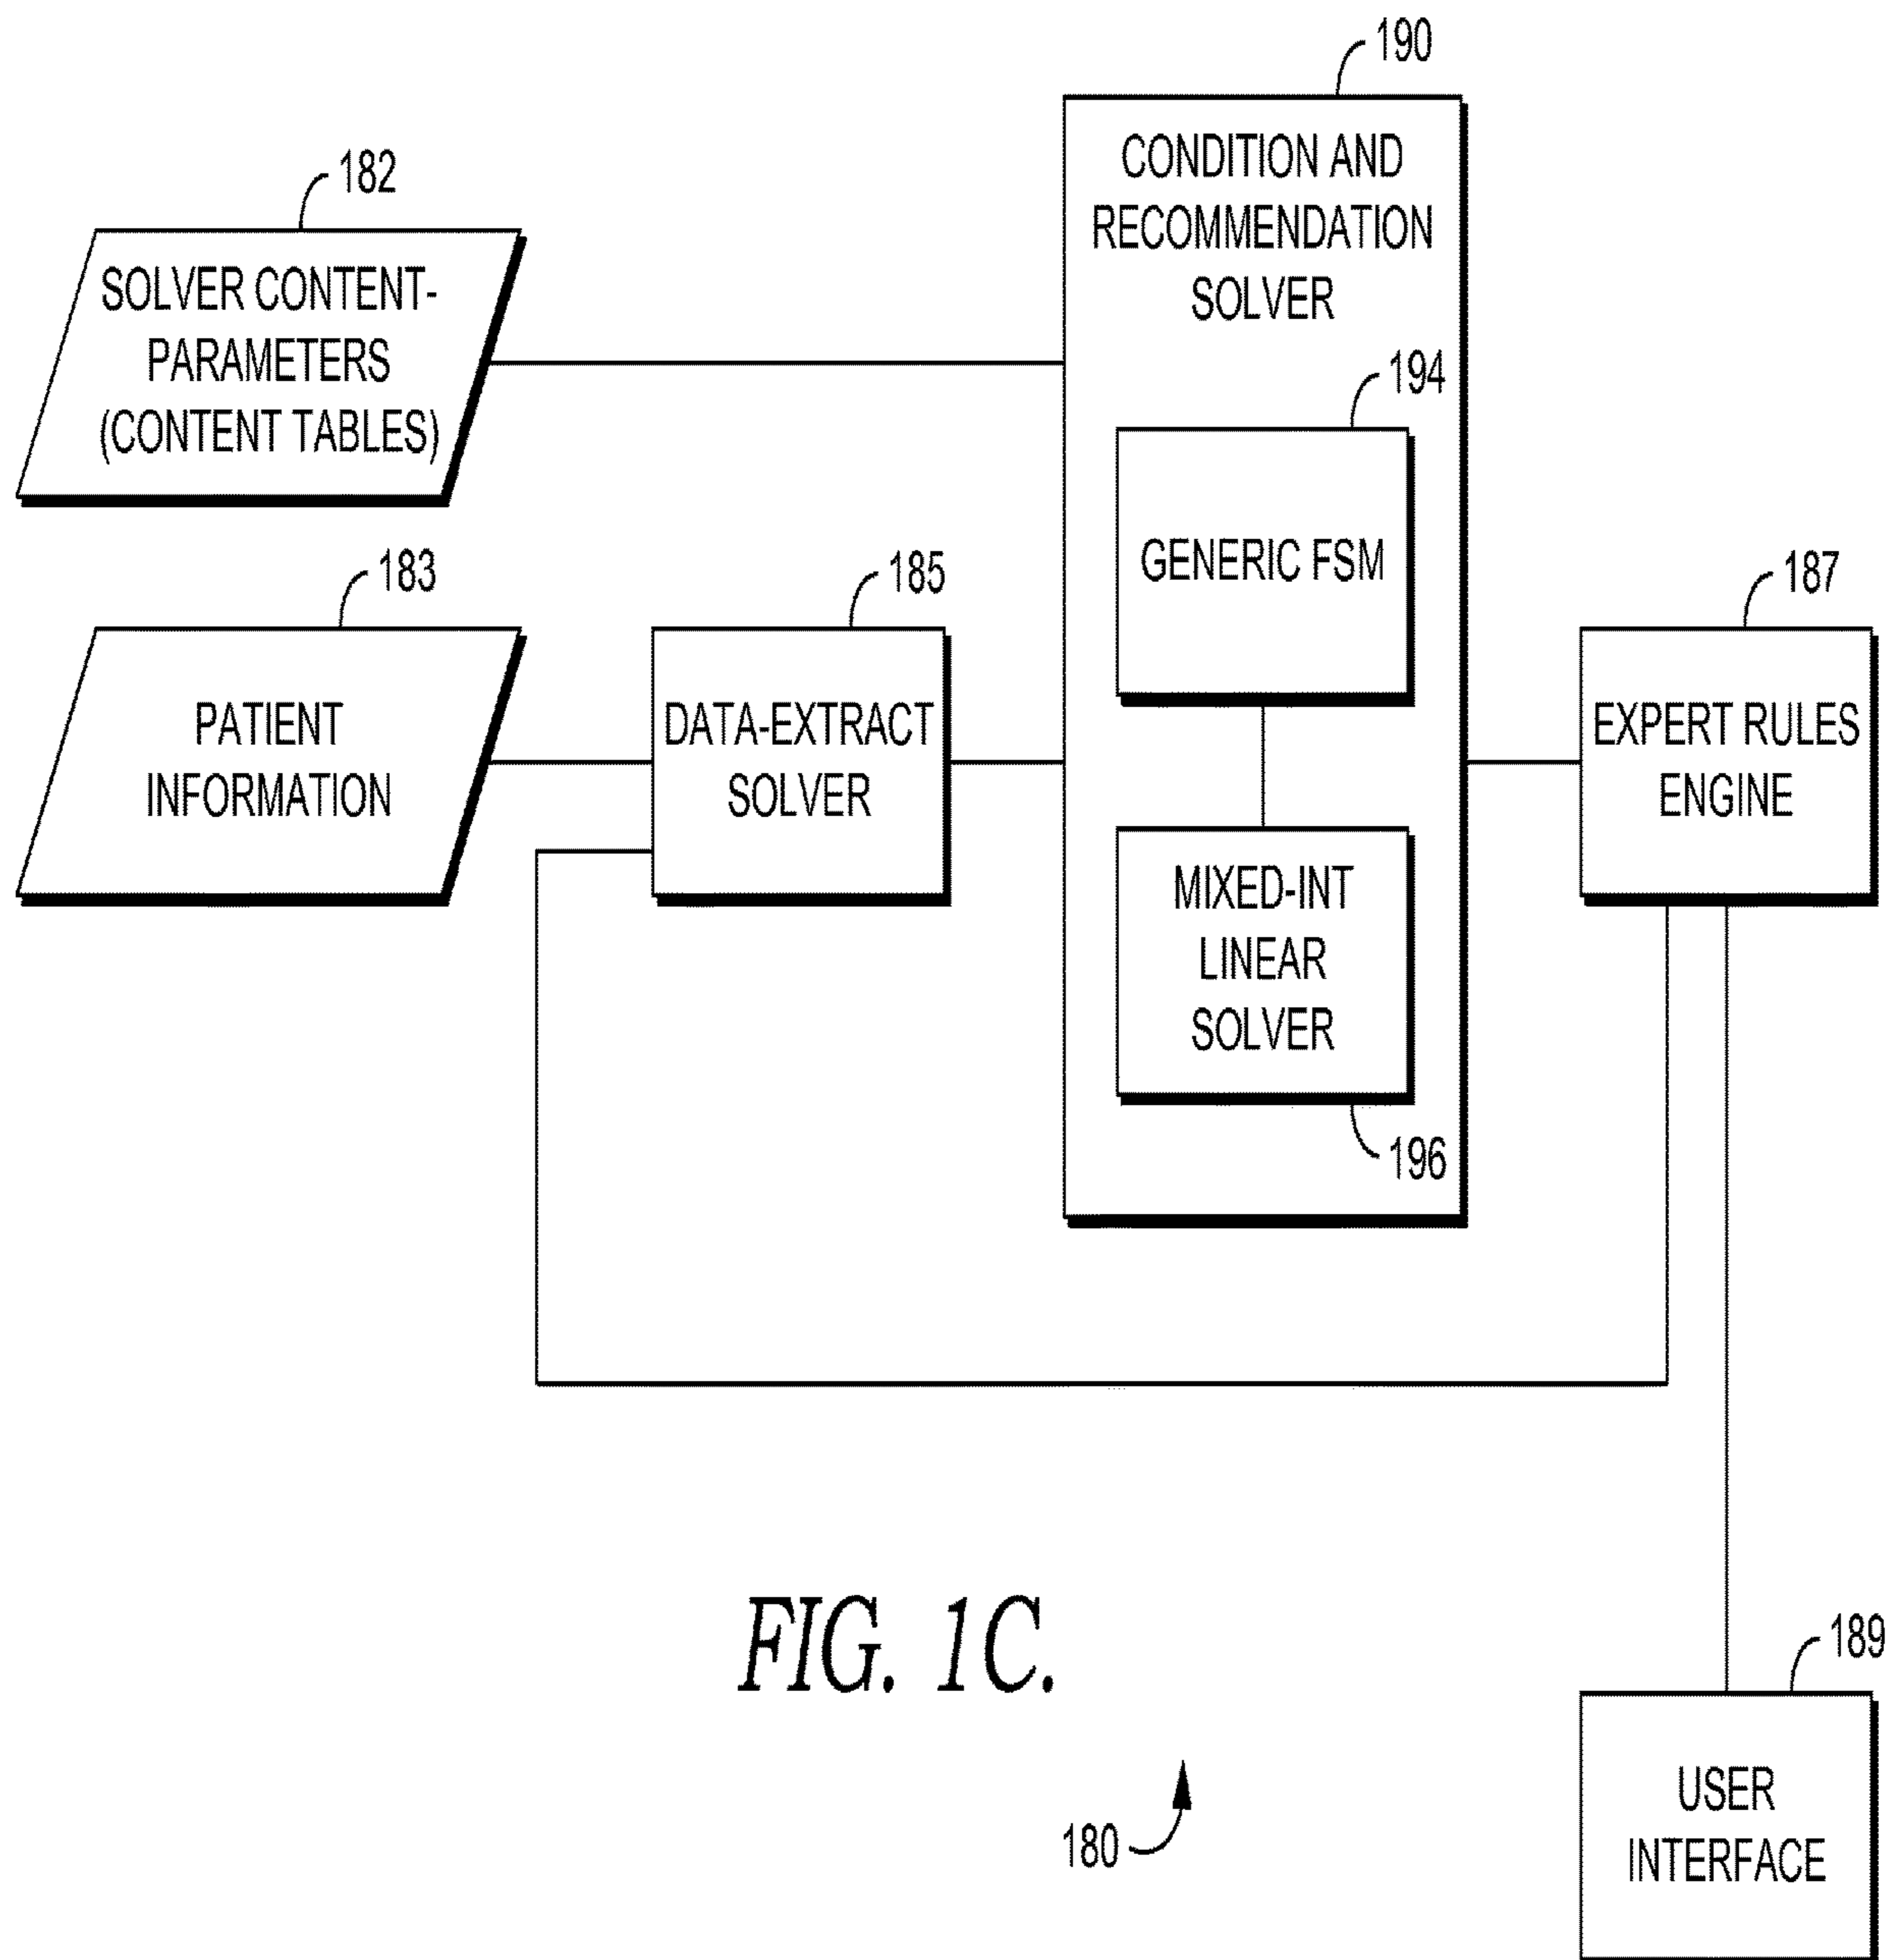 190
CONDITION AND
RECOMMENDATION
SOLVER
182
SOLVER CONTENT-
PARAMETERS
(CONTENT TABLES)
194
GENERIC FSM
183
PATIENT
INFORMATION
185
DATA-EXTRACT
SOLVER
187
EXPERT RULES
ENGINE
MIXED-INT
LINEAR
SOLVER
196
FIG. 1C.
180
189
USER
INTERFACE